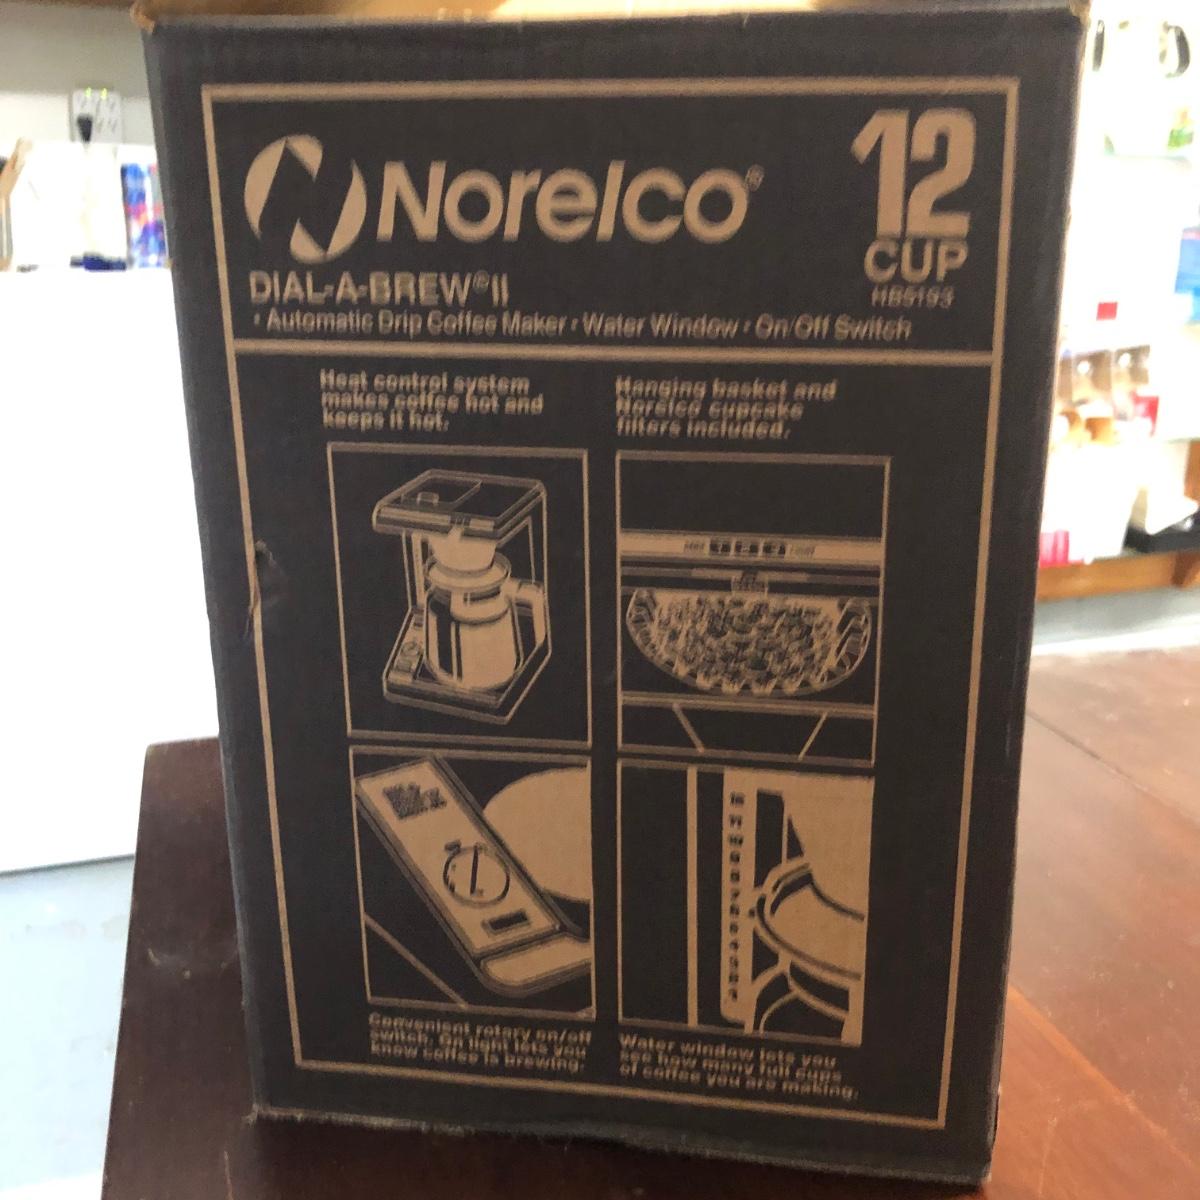 Norelco®
12
CUP
HB5193
DIAL-A-BREW® II
• Automatic Drip Coffee Maker • Water Window • On/Off Switch
Heat control system
makes coffee hot and
keeps it hot.
Hanging basket and
Norelco cupcake
filters included.
Convenient rotary on/off
switch. On light lets you
know coffee is brewing.
Water window lets you
see how many full cups
of coffee you are making.